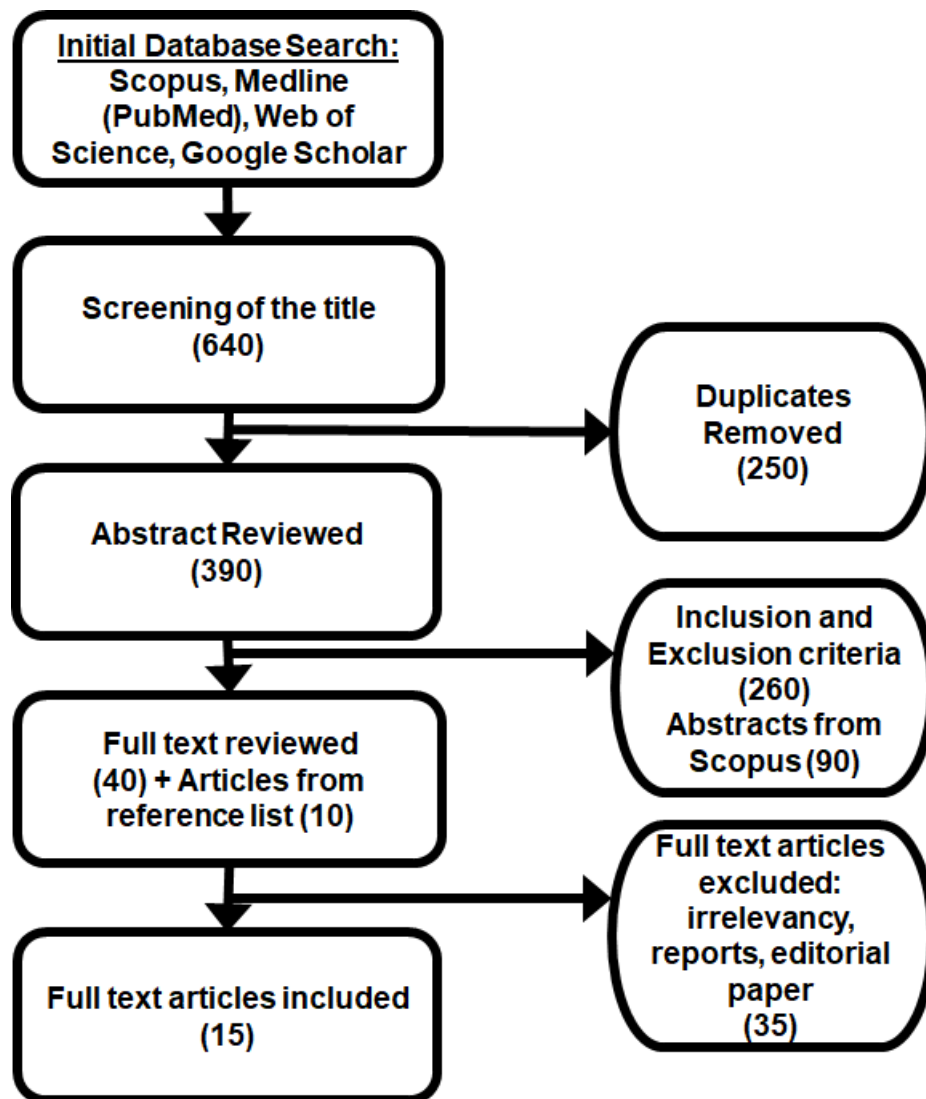 Initial Database Search:
Scopus, Medline
(PubMed), Web of
Science, Google Scholar
Screening of the title
(640)
Duplicates
Removed
(250)
Abstract Reviewed
(390)
Inclusion and
Exclusion criteria
(260)
Abstracts from
Scopus (90)
Full text reviewed
(40) + Articles from
reference list (10)
Full text articles
excluded:
irrelevancy,
reports, editorial
paper
(35)
Full text articles included
(15)